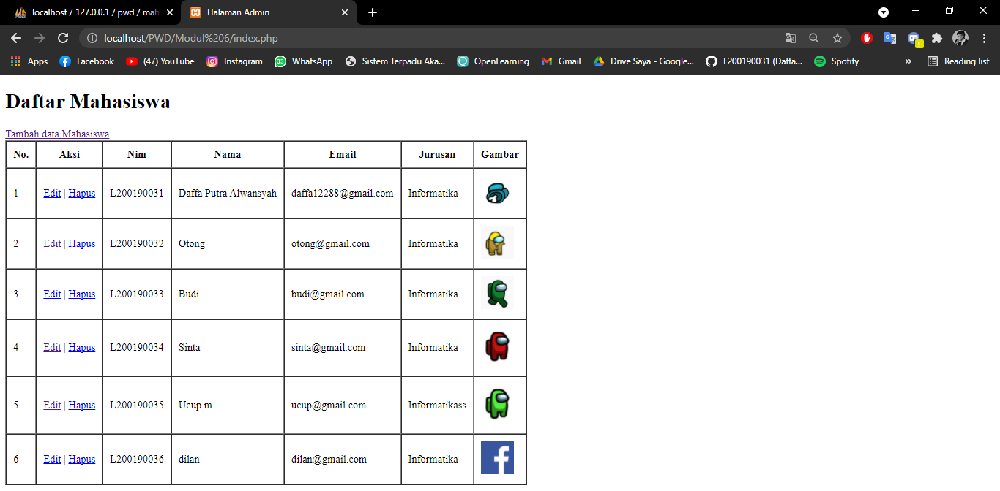 localhost / 127.0.0.1 / pwd / mah
Halaman Admin
localhost/PWD/Modul%206/index.php
Apps Facebook (47) YouTube Instagram 33 WhatsApp Sistem Terpadu Aka... OpenLearning Gmail Drive Saya - Google... L200190031 (Daffa... Spotify » Reading list
Daftar Mahasiswa
Tambah data Mahasiswa
No. Aksi Nim Nama Email Jurusan Gambar
1 Edit | Hapus L200190031 Daffa Putra Alwansyah daffa12288@gmail.com Informatika
2 Edit | Hapus L200190032 Otong otong@gmail.com Informatika
3 Edit | Hapus L200190033 Budi budi@gmail.com Informatika
4 Edit | Hapus L200190034 Sinta sinta@gmail.com Informatika
5 Edit | Hapus L200190035 Ucup m ucup@gmail.com Informatikass
6 Edit | Hapus L200190036 dilan dilan@gmail.com Informatika